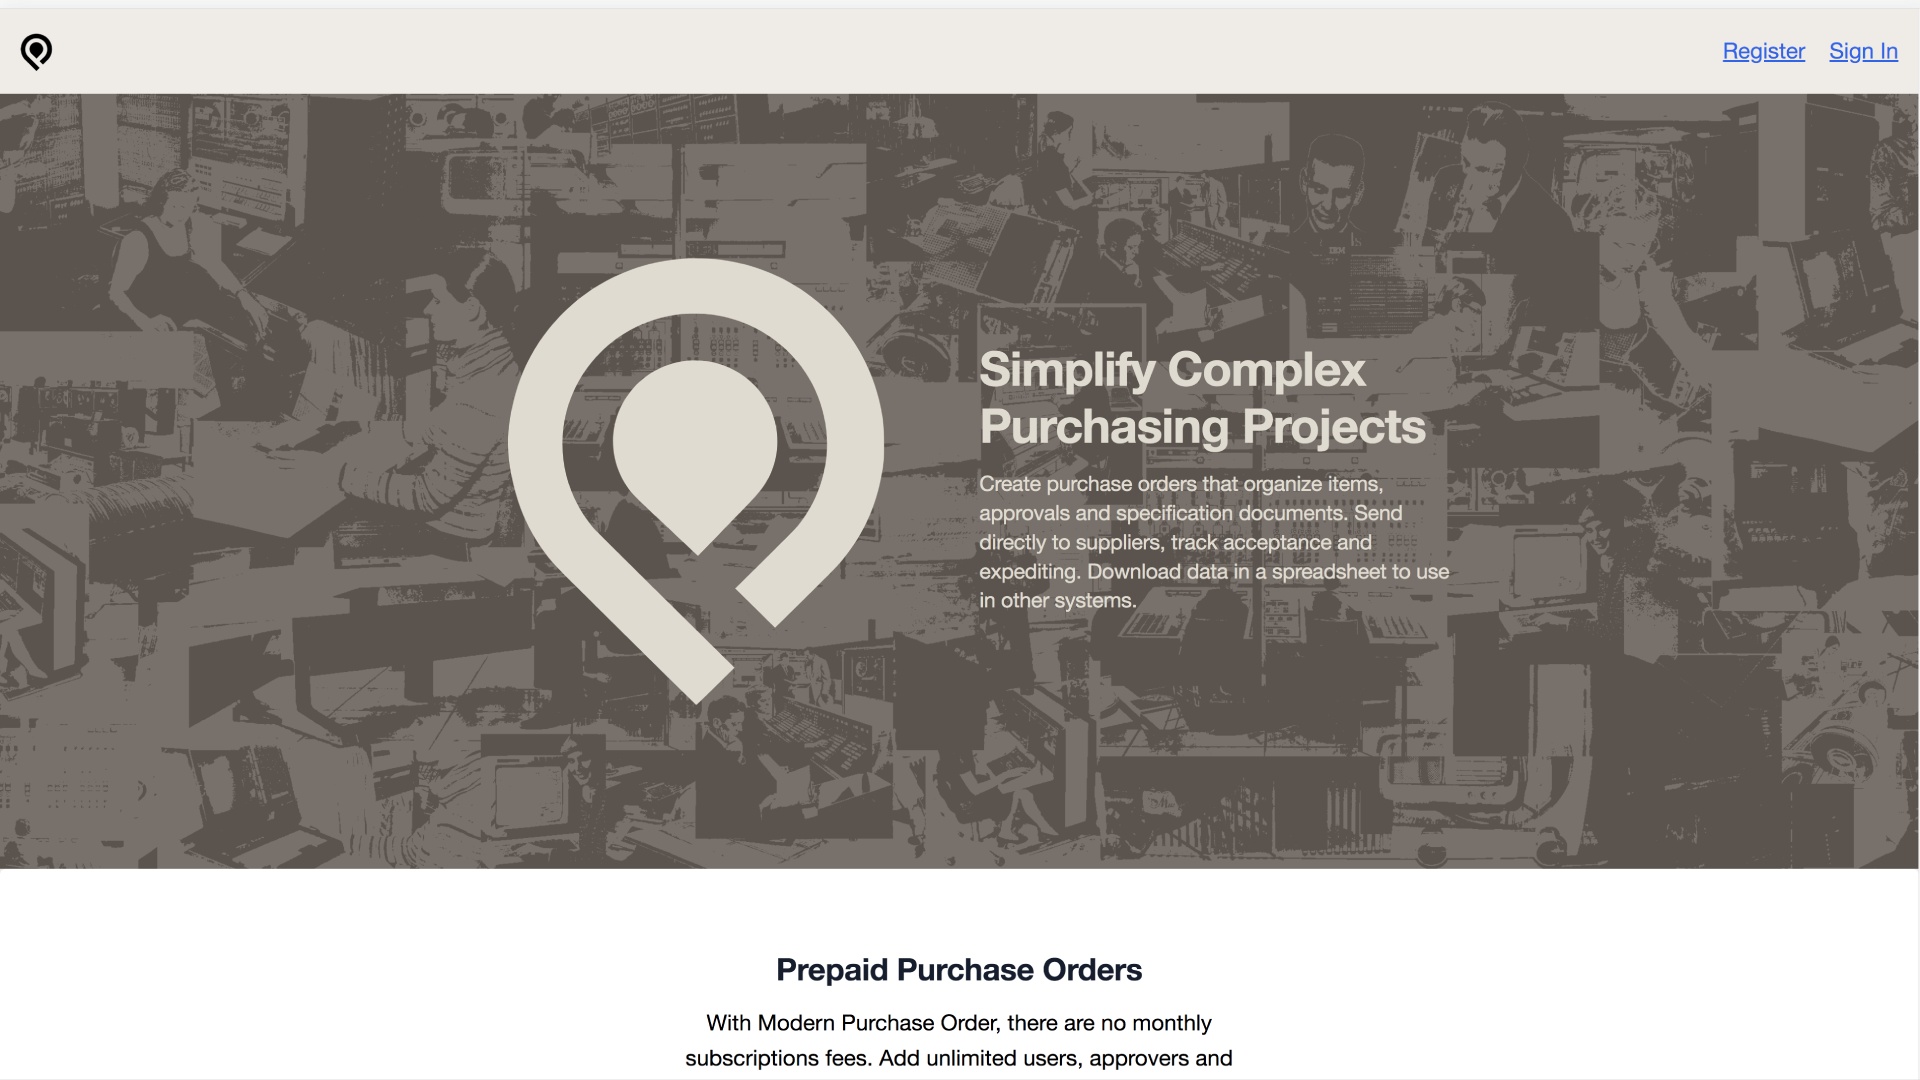 Register Sign In
IBM
Simplify Complex
Purchasing Projects
Create purchase orders that organize items,
approvals and specification documents. Send
directly to suppliers, track acceptance and
expediting. Download data in a spreadsheet to use
in other systems.
Prepaid Purchase Orders
With Modern Purchase Order, there are no monthly
subscriptions fees. Add unlimited users, approvers and